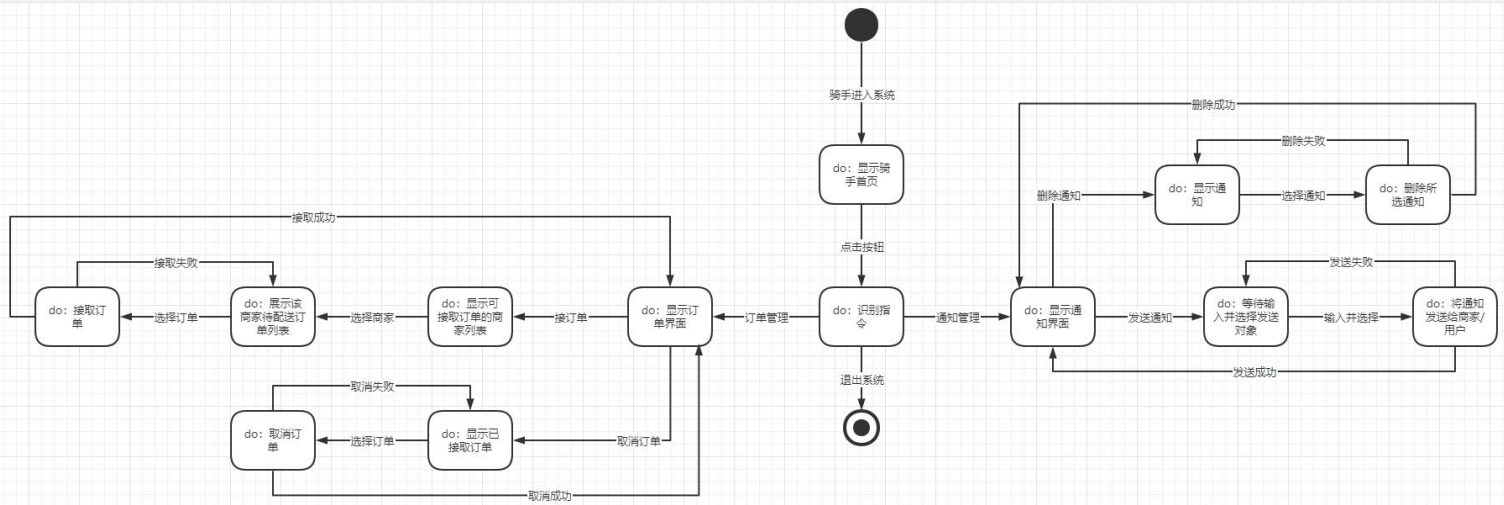 骑手进入系统
删除成功
删除失败
do：显示骑
手首页
do：显示通
知
选择通知
do：删除所
选通知
删除通知
接取成功
点击按钮
接取失败
发送失败
do：接取订
单
选择订单
do：展示该
商家待配送订
单列表
选择商家
do：显示可
接取订单的商
家列表
接订单
do：显示订
单界面
订单管理
do：识别指
令
通知管理
do：显示通
知界面
发送通知
do：等待输
入并选择发送
对象
输入并选择
do：将通知
发送给商家/
用户
发送成功
退出系统
取消失败
do：取消订
单
选择订单
do：显示已
接取订单
取消订单
取消成功